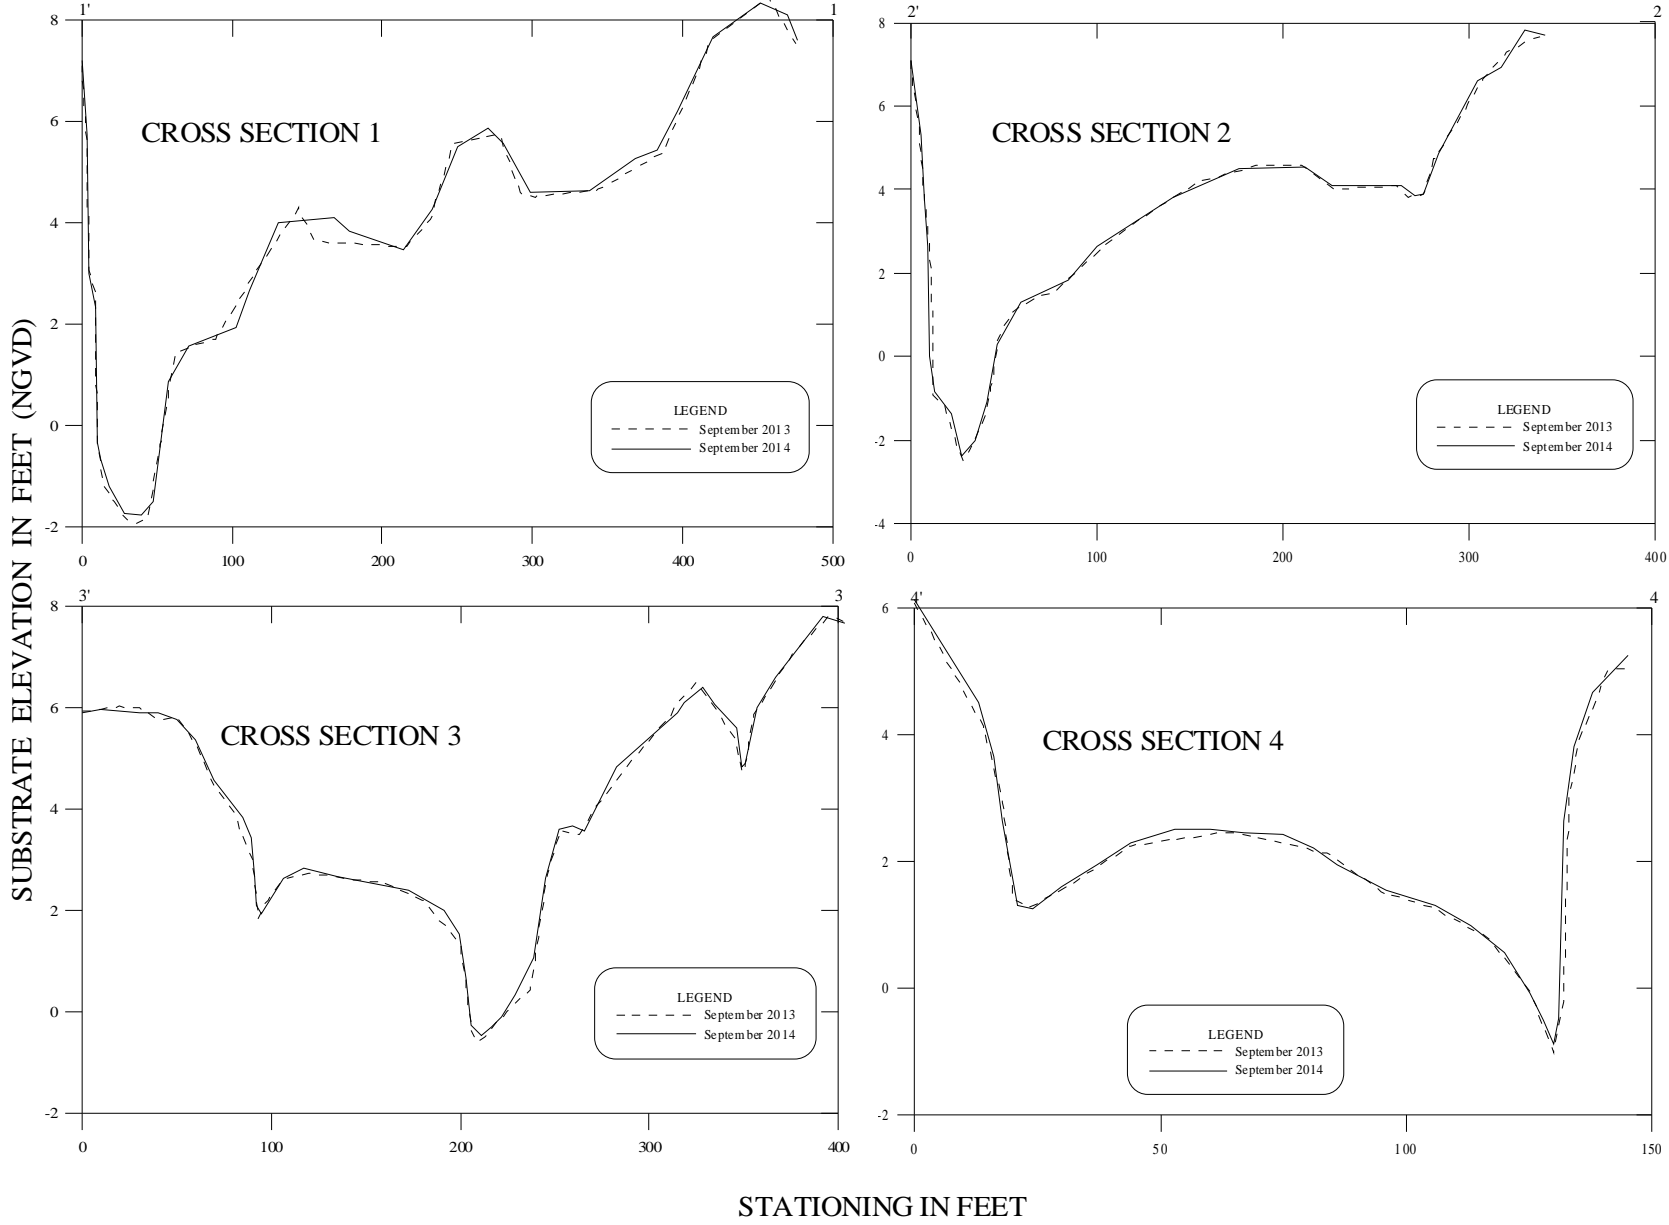 SUBSTRATE ELEVATION IN FEET (NGVD)
1' 1
8
6
4
2
0
-2
CROSS SECTION 1
LEGEND
September 2013
September 2014
0 100 200 300 400 500
2' 2
8
6
4
2
0
-2
-4
CROSS SECTION 2
LEGEND
September 2013
September 2014
0 100 200 300 400
3' 3
8
6
4
2
0
-2
CROSS SECTION 3
LEGEND
September 2013
September 2014
0 100 200 300 400
4' 4
6
4
2
0
-2
CROSS SECTION 4
LEGEND
September 2013
September 2014
0 50 100 150
STATIONING IN FEET